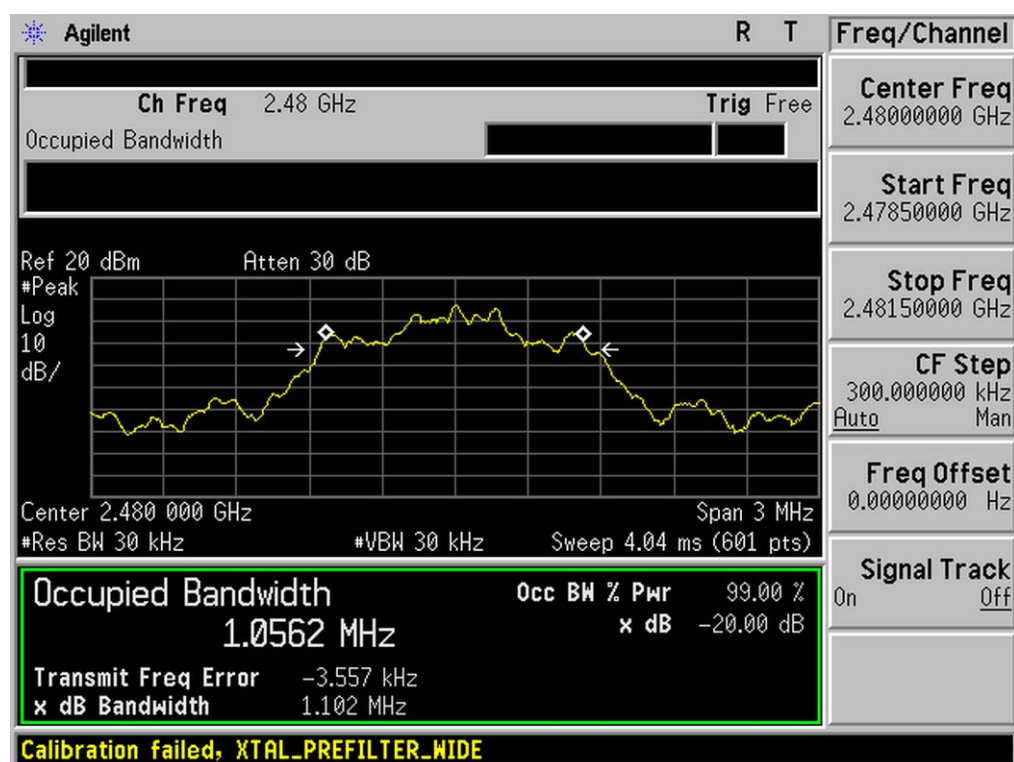 Agilent R T Freq/Channel
Ch Freq 2.48 GHz Trig Free
Occupied Bandwidth
Center Freq
2.48000000 GHz
Start Freq
2.47850000 GHz
Stop Freq
2.48150000 GHz
CF Step
300.000000 kHz
Auto Man
Freq Offset
0.00000000 Hz
Signal Track
On Off
Ref 20 dBm Atten 30 dB
#Peak
Log
10
dB/
Center 2.480 000 GHz Span 3 MHz
#Res BW 30 kHz #VBW 30 kHz Sweep 4.04 ms (601 pts)
Occupied Bandwidth Occ BW % Pwr 99.00 %
1.0562 MHz x dB -20.00 dB
Transmit Freq Error -3.557 kHz
x dB Bandwidth 1.102 MHz
Calibration failed, XTAL_PREFILTER_WIDE